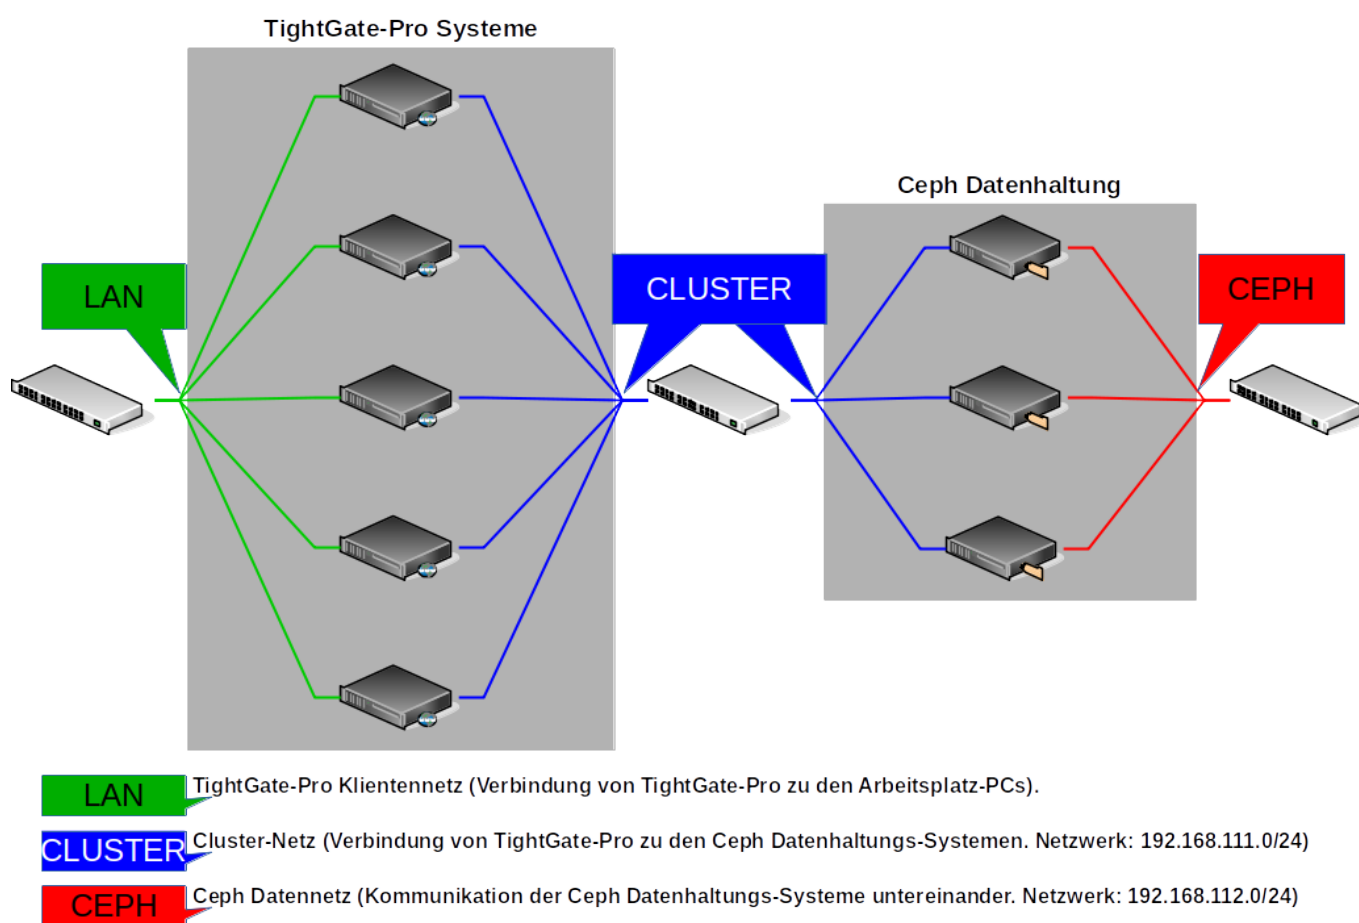 TightGate-Pro Systeme
Ceph Datenhaltung
LAN
CLUSTER
CEPH
LAN TightGate-Pro Klientennetz (Verbindung von TightGate-Pro zu den Arbeitsplatz-PCs).
CLUSTER Cluster-Netz (Verbindung von TightGate-Pro zu den Ceph Datenhaltungs-Systemen. Netzwerk: 192.168.111.0/24)
CEPH Ceph Datennetz (Kommunikation der Ceph Datenhaltungs-Systeme untereinander. Netzwerk: 192.168.112.0/24)